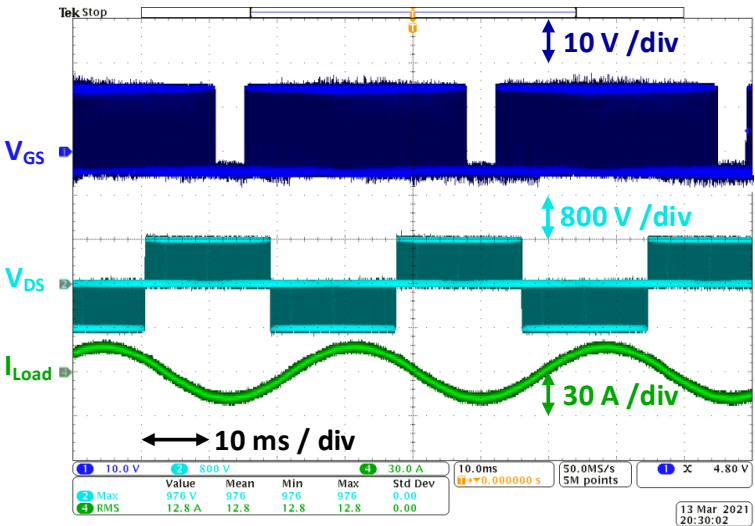 Tek Stop
T
T
10 V /div
VGS
1
800 V /div
VDS
2
ILoad
4
30 A /div
10 ms / div
1 10.0 V 2 800 V 4 30.0 A
10.0ms
T→▼0.000000 s
50.0MS/s
5M points
1 X 4.80 V
Value Mean Min Max Std Dev
2 Max 976 V 976 976 976 0.00
4 RMS 12.8 A 12.8 12.8 12.8 0.00
13 Mar 2021
20:30:02